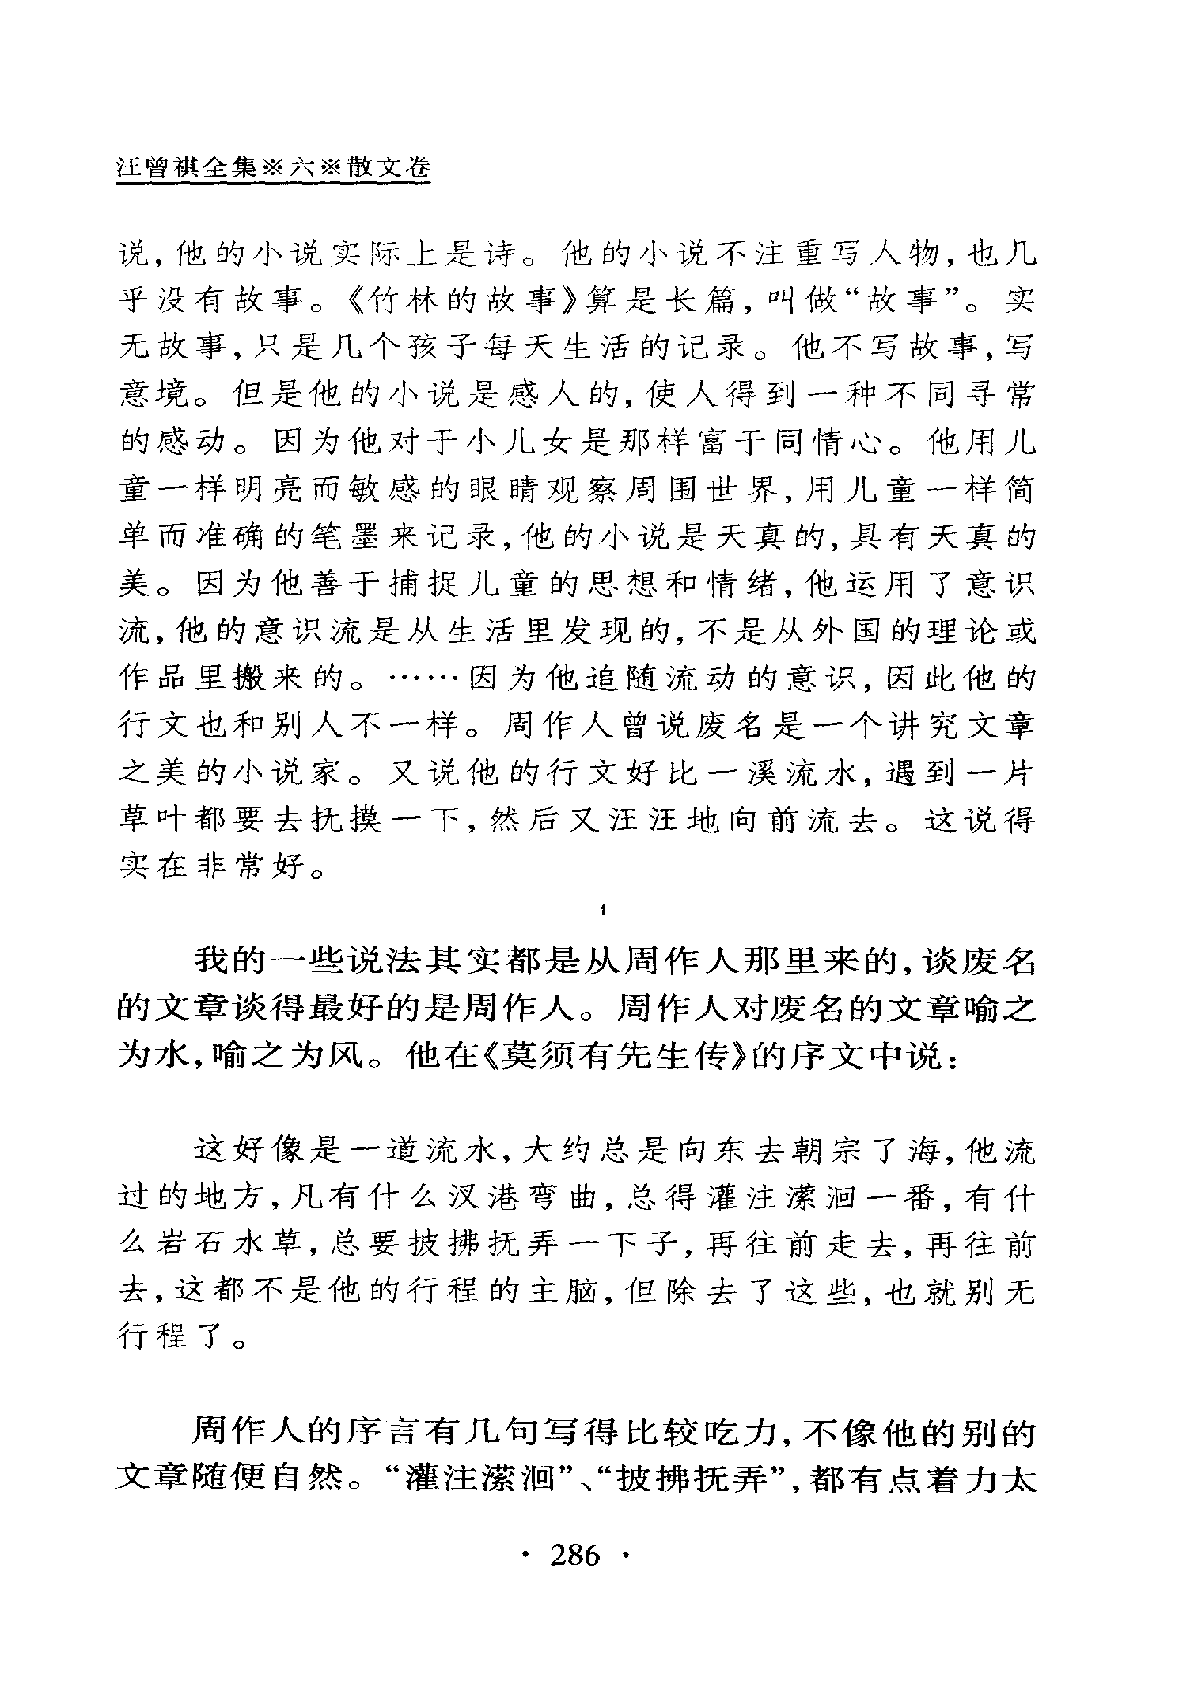 汪曾祺全集※六※散文卷
说,他的小说实际上是诗。他的小说不注重写人物,也几
乎没有故事。《竹林的故事》算是长篇,叫做“故事”。实
无故事,只是几个孩子每天生活的记录。他不写故事,写
意境。但是他的小说是感人的,使人得到一种不同寻常
的感动。因为他对于小儿女是那样富于同情心。他用儿
童一样明亮而敏感的眼睛观察周围世界,用儿童一样简
单而准确的笔墨来记录,他的小说是天真的,具有天真的
美。因为他善于捕捉儿童的思想和情绪,他运用了意识
流,他的意识流是从生活里发现的,不是从外国的理论或
作品里搬来的。……因为他追随流动的意识,因此他的
行文也和别人不一样。周作人曾说废名是一个讲究文章
之美的小说家。又说他的行文好比一溪流水,遇到一片
草叶都要去抚摸一下,然后又汪汪地向前流去。这说得
实在非常好。
我的一些说法其实都是从周作人那里来的,谈废名
的文章谈得最好的是周作人。周作人对废名的文章喻之
为水,喻之为风。他在《莫须有先生传》的序文中说:
这好像是一道流水,大约总是向东去朝宗了海,他流
过的地方,凡有什么汊港弯曲,总得灌注潆洄一番,有什
么岩石水草,总要披拂抚弄一下子,再往前走去,再往前
去,这都不是他的行程的主脑,但除去了这些,也就别无
行程了。
周作人的序言有几句写得比较吃力,不像他的别的
文章随便自然。“灌注潆洄”、“披拂抚弄”,都有点着力太
· 286 ·